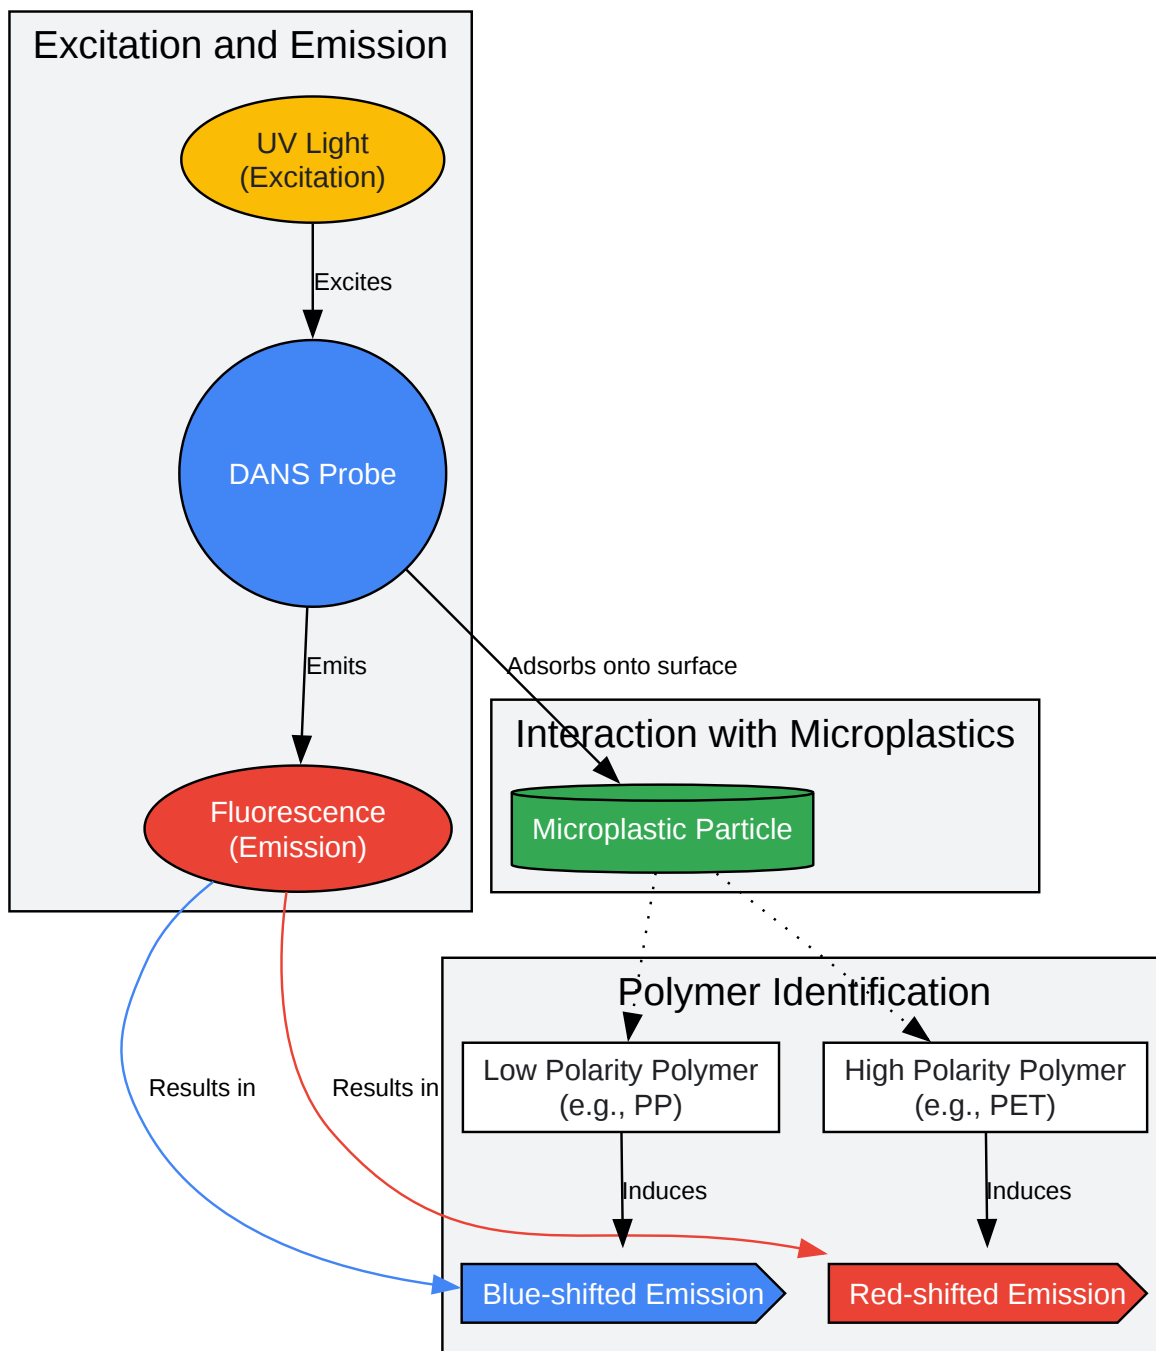 Excitation and Emission
UV Light
(Excitation)
Excites
DANS Probe
Emits
Adsorbs onto surface
Interaction with Microplastics
Fluorescence
(Emission)
Microplastic Particle
Polymer Identification
Low Polarity Polymer
(e.g., PP)
High Polarity Polymer
(e.g., PET)
Results in
Results in
Induces
Induces
Blue-shifted Emission
Red-shifted Emission